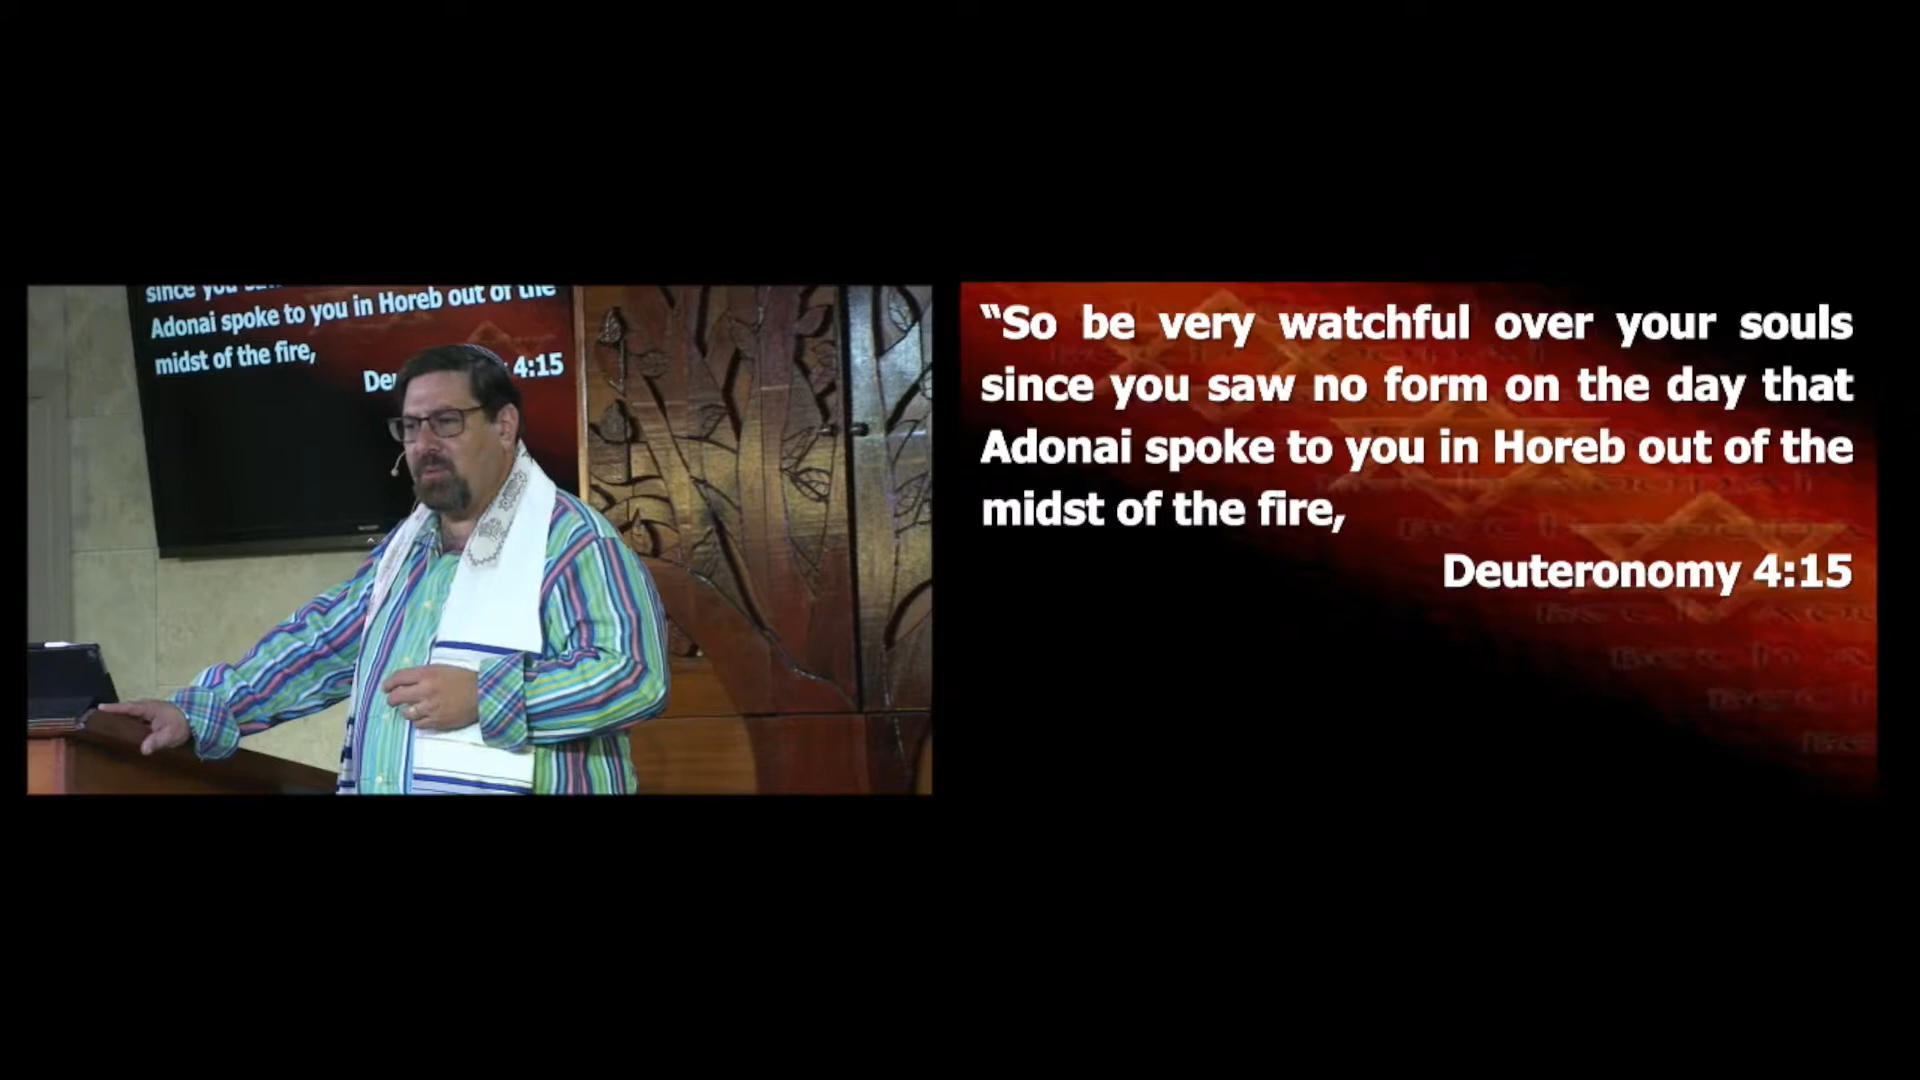 since you
Adonai spoke to you in Horeb out of the
midst of the fire,
4:15
“So be very watchful over your souls
since you saw no form on the day that
Adonai spoke to you in Horeb out of the
midst of the fire,
Deuteronomy 4:15